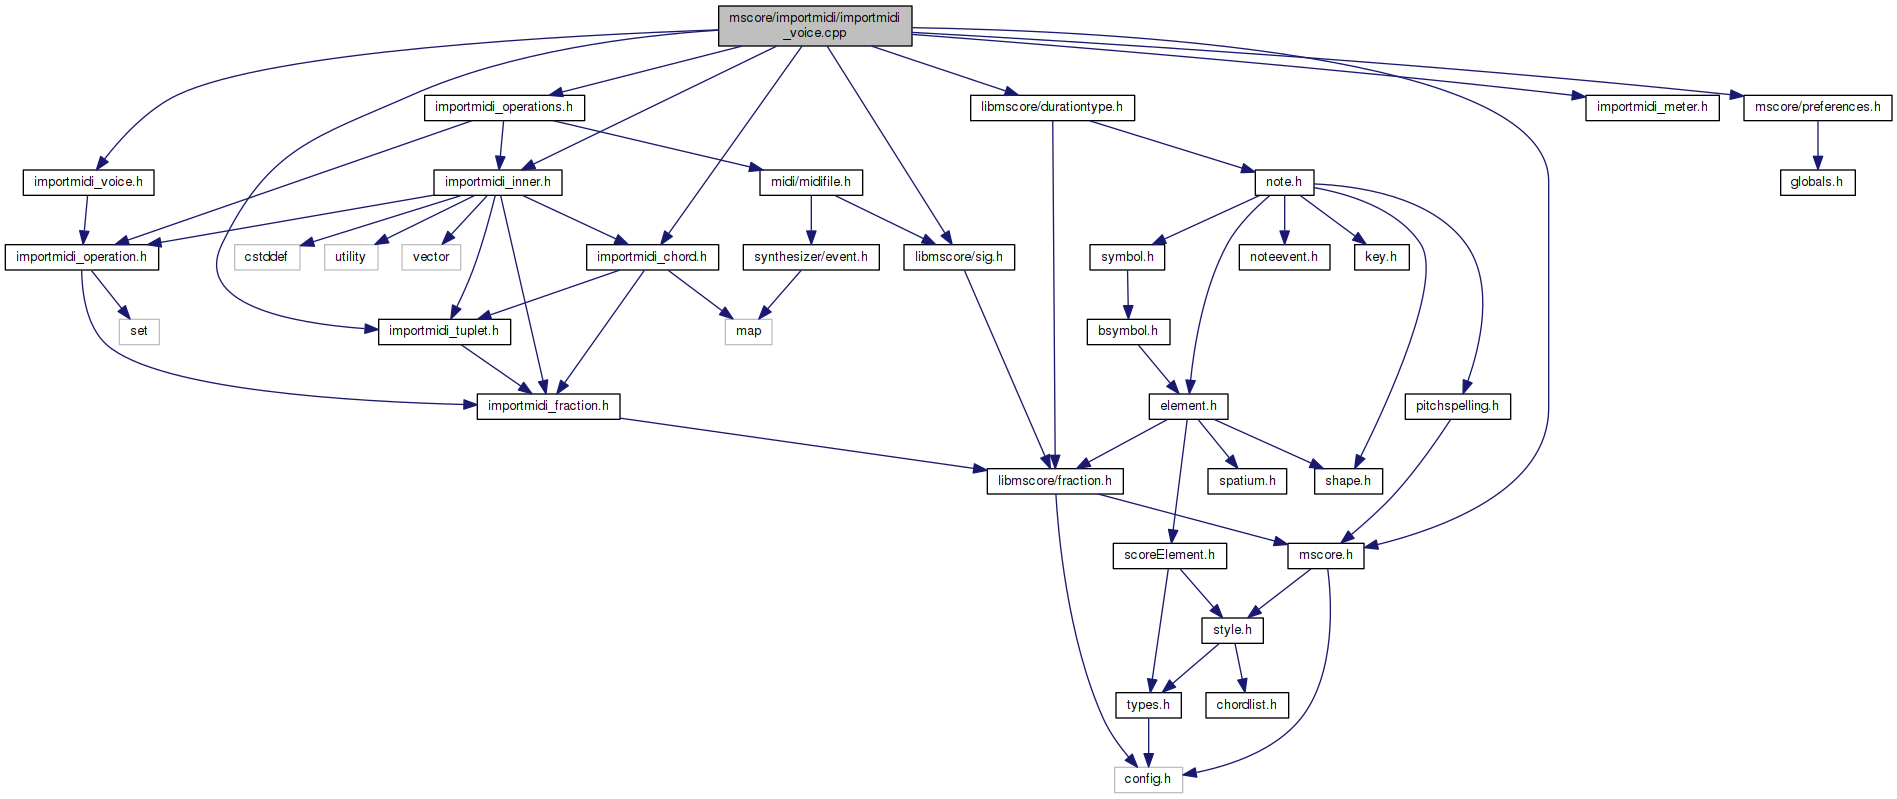 mscore/importmidi/importmidi
_voice.cpp
importmidi_operations.h
libmscore/durationtype.h
importmidi_meter.h
mscore/preferences.h
importmidi_voice.h
importmidi_inner.h
midi/midifile.h
note.h
globals.h
importmidi_operation.h
cstddef
utility
vector
importmidi_chord.h
synthesizer/event.h
libmscore/sig.h
symbol.h
noteevent.h
key.h
set
importmidi_tuplet.h
map
bsymbol.h
importmidi_fraction.h
element.h
pitchspelling.h
libmscore/fraction.h
spatium.h
shape.h
scoreElement.h
mscore.h
style.h
types.h
chordlist.h
config.h